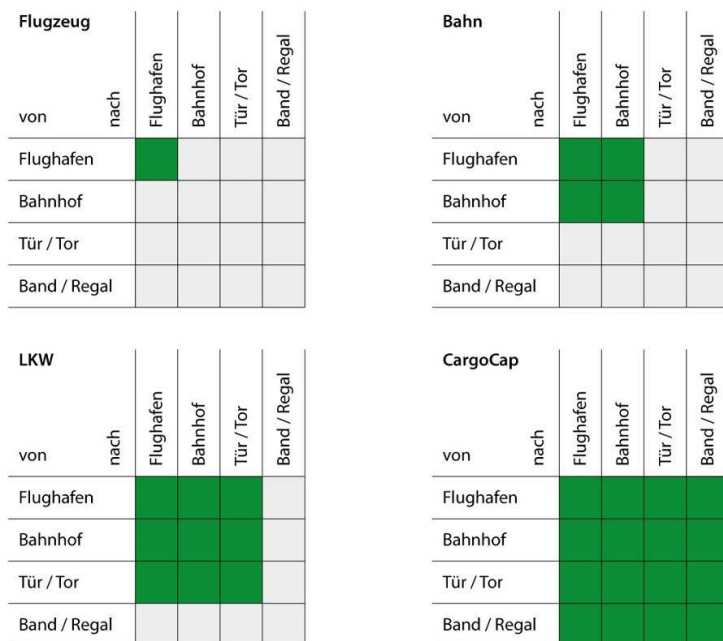 Flugzeug
von nach Flughafen Bahnhof Tür / Tor Band / Regal
Flughafen
Bahnhof
Tür / Tor
Band / Regal
Bahn
von nach Flughafen Bahnhof Tür / Tor Band / Regal
Flughafen
Bahnhof
Tür / Tor
Band / Regal
LKW
von nach Flughafen Bahnhof Tür / Tor Band / Regal
Flughafen
Bahnhof
Tür / Tor
Band / Regal
CargoCap
von nach Flughafen Bahnhof Tür / Tor Band / Regal
Flughafen
Bahnhof
Tür / Tor
Band / Regal